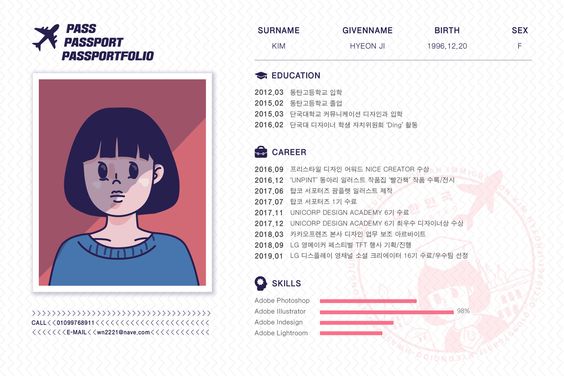 PASS
PASSPORT
PASSPORTFOLIO
SURNAME GIVENNAME BIRTH SEX
KIM HYEON JI 1996,12,20 F
EDUCATION
2012,03 동탄고등학교 입학
2015,02 동탄고등학교 졸업
2015,03 단국대학교 커뮤니케이션 디자인과 입학
2016,02 단국대 디자이너 학생 자치위원회 'Ding' 활동
CAREER
2016,09 프리스타일 디자인 어워드 NICE CREATOR 수상
2016,12 'UNPINT' 동아리 일러스트 작품집 '빨간책' 작품 수록/전시
2017,06 탑코 서포터즈 팜플렛 일러스트 제작
2017,07 탑코 서포터즈 1기 수료
2017,11 UNICORP DESIGN ACADEMY 6기 수료
2017,12 UNICORP DESIGN ACADEMY 6기 최우수 디자이너상 수상
2018,03 카카오프렌즈 본사 디자인 업무 보조 아르바이트
2018,09 LG 영메이커 페스티벌 TFT 행사 기획/진행
2019,01 LG 디스플레이 영채널 소셜 크리에이터 16기 수료/우수팀 선정
SKILLS
Adobe Photoshop
Adobe Illustrator 98%
Adobe Indesign
Adobe Lightroom
CALL<<01099768911<<<<<<<<<<<<<<
<<<<<<<E-MAIL<<wn2221@nave.com